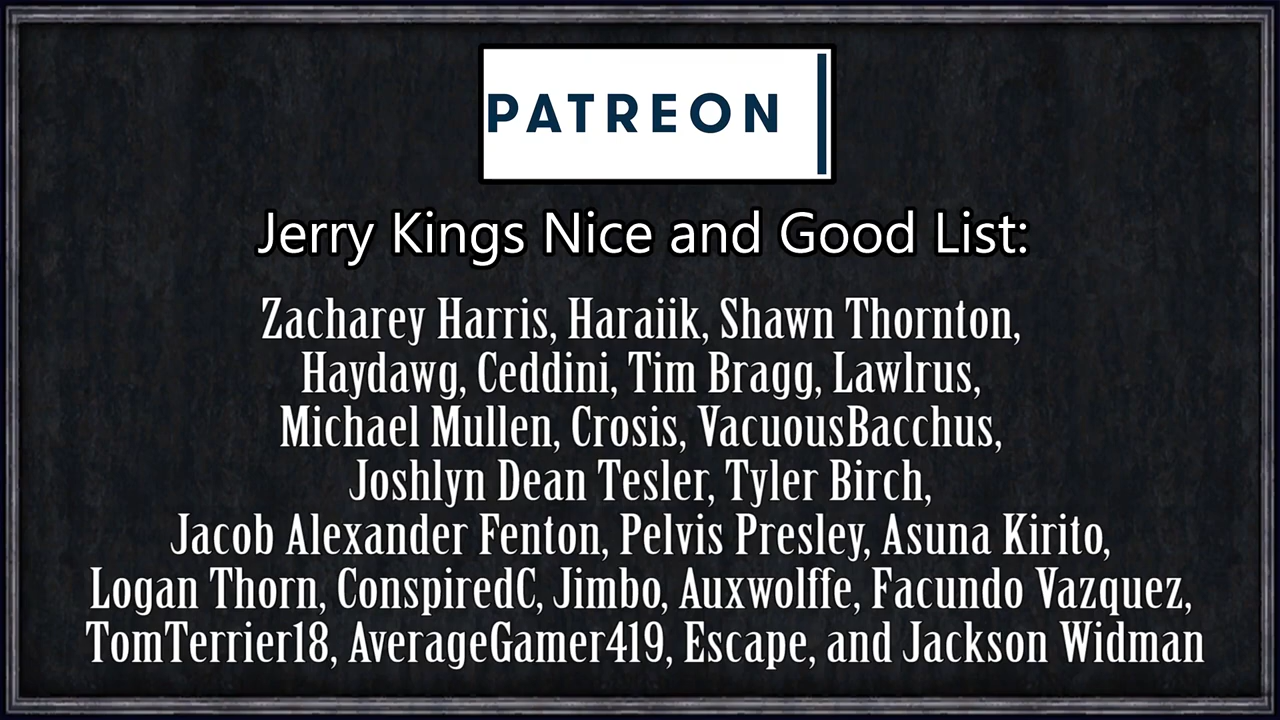 PATREON
Jerry Kings Nice and Good List:
Zacharey Harris, Haraiik, Shawn Thornton,
Haydawg, Ceddini, Tim Bragg, Lawlrus,
Michael Mullen, Crosis, VacuousBacchus,
Joshlyn Dean Tesler, Tyler Birch,
Jacob Alexander Fenton, Pelvis Presley, Asuna Kirito,
Logan Thorn, ConspiredC, Jimbo, Auxwolffe, Facundo Vazquez,
TomTerrier18, AverageGamer419, Escape, and Jackson Widman